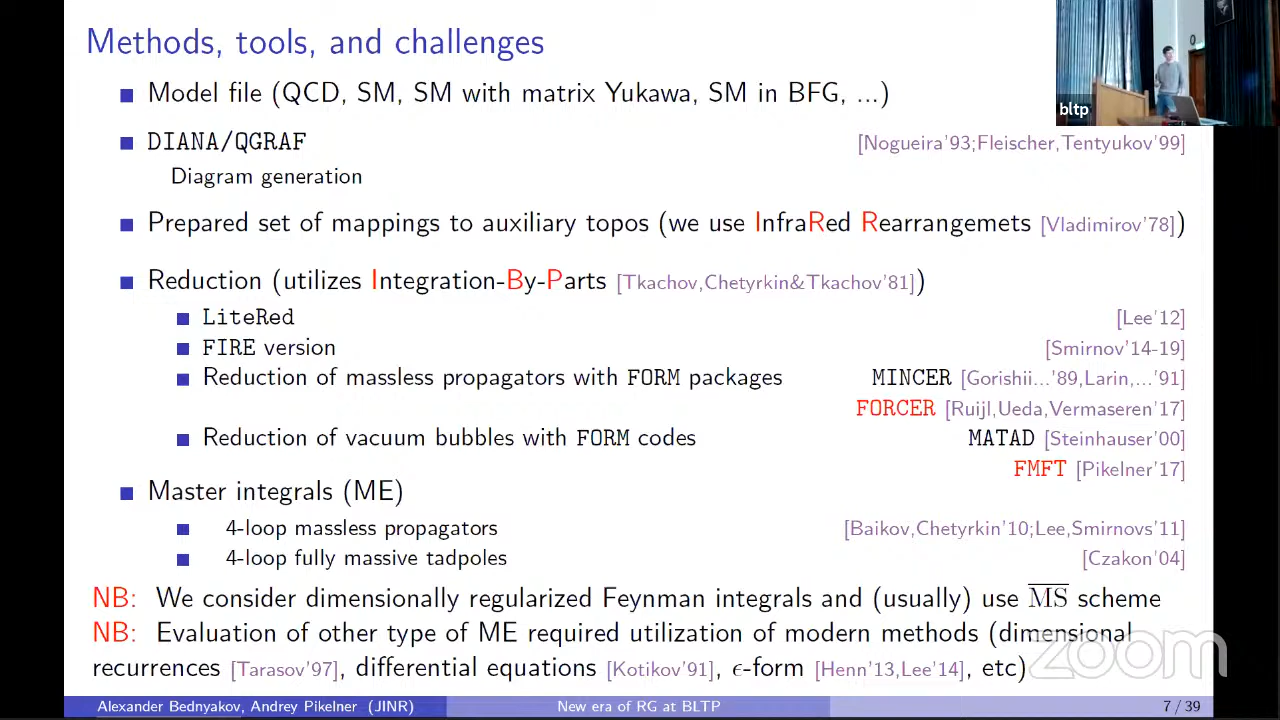 Methods, tools, and challenges
Model file (QCD, SM, SM with matrix Yukawa, SM in BFG, ...)
DIANA/QGRAF [Nogueira'93;Fleischer,Tentyukov'99]
Diagram generation
Prepared set of mappings to auxiliary topos (we use InfraRed Rearrangemets [Vladimirov'78])
Reduction (utilizes Integration-By-Parts [Tkachov,Chetyrkin&Tkachov'81])
LiteRed [Lee'12]
FIRE version [Smirnov'14-19]
Reduction of massless propagators with FORM packages MINCER [Gorishii...'89,Larin,...'91]
FORCER [Ruijl,Ueda,Vermaseren'17]
Reduction of vacuum bubbles with FORM codes MATAD [Steinhauser'00]
FMFT [Pikelner'17]
Master integrals (ME)
4-loop massless propagators [Baikov,Chetyrkin'10;Lee,Smirnovs'11]
4-loop fully massive tadpoles [Czakon'04]
NB: We consider dimensionally regularized Feynman integrals and (usually) use M̅S̅ scheme
NB: Evaluation of other type of ME required utilization of modern methods (dimensional
recurrences [Tarasov'97], differential equations [Kotikov'91], ϵ-form [Henn'13,Lee'14], etc)
Alexander Bednyakov, Andrey Pikelner (JINR) New era of RG at BLTP 7 / 39
bltp
zoom